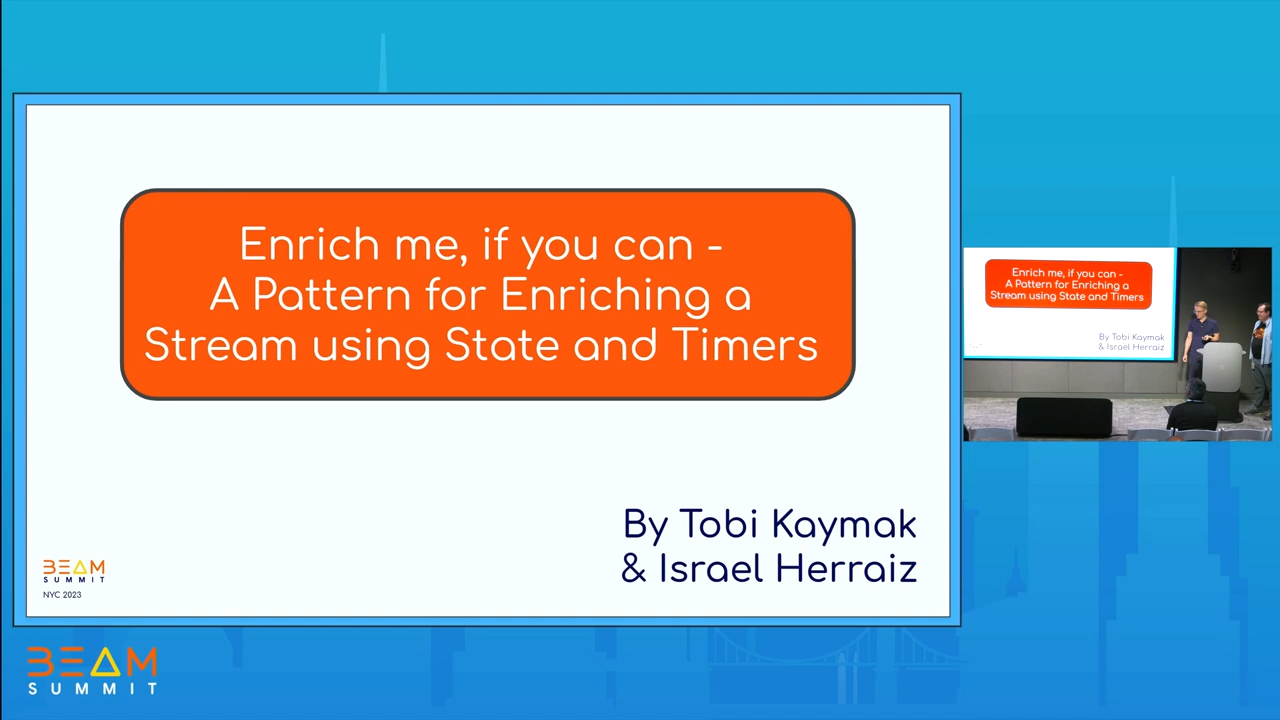 Enrich me, if you can -
A Pattern for Enriching a
Stream using State and Timers
By Tobi Kaymak
& Israel Herraiz
BEAM
SUMMIT
NYC 2023
Enrich me, if you can -
A Pattern for Enriching a
Stream using State and Timers
By Tobi Kaymak
& Israel Herraiz
BEAM
SUMMIT